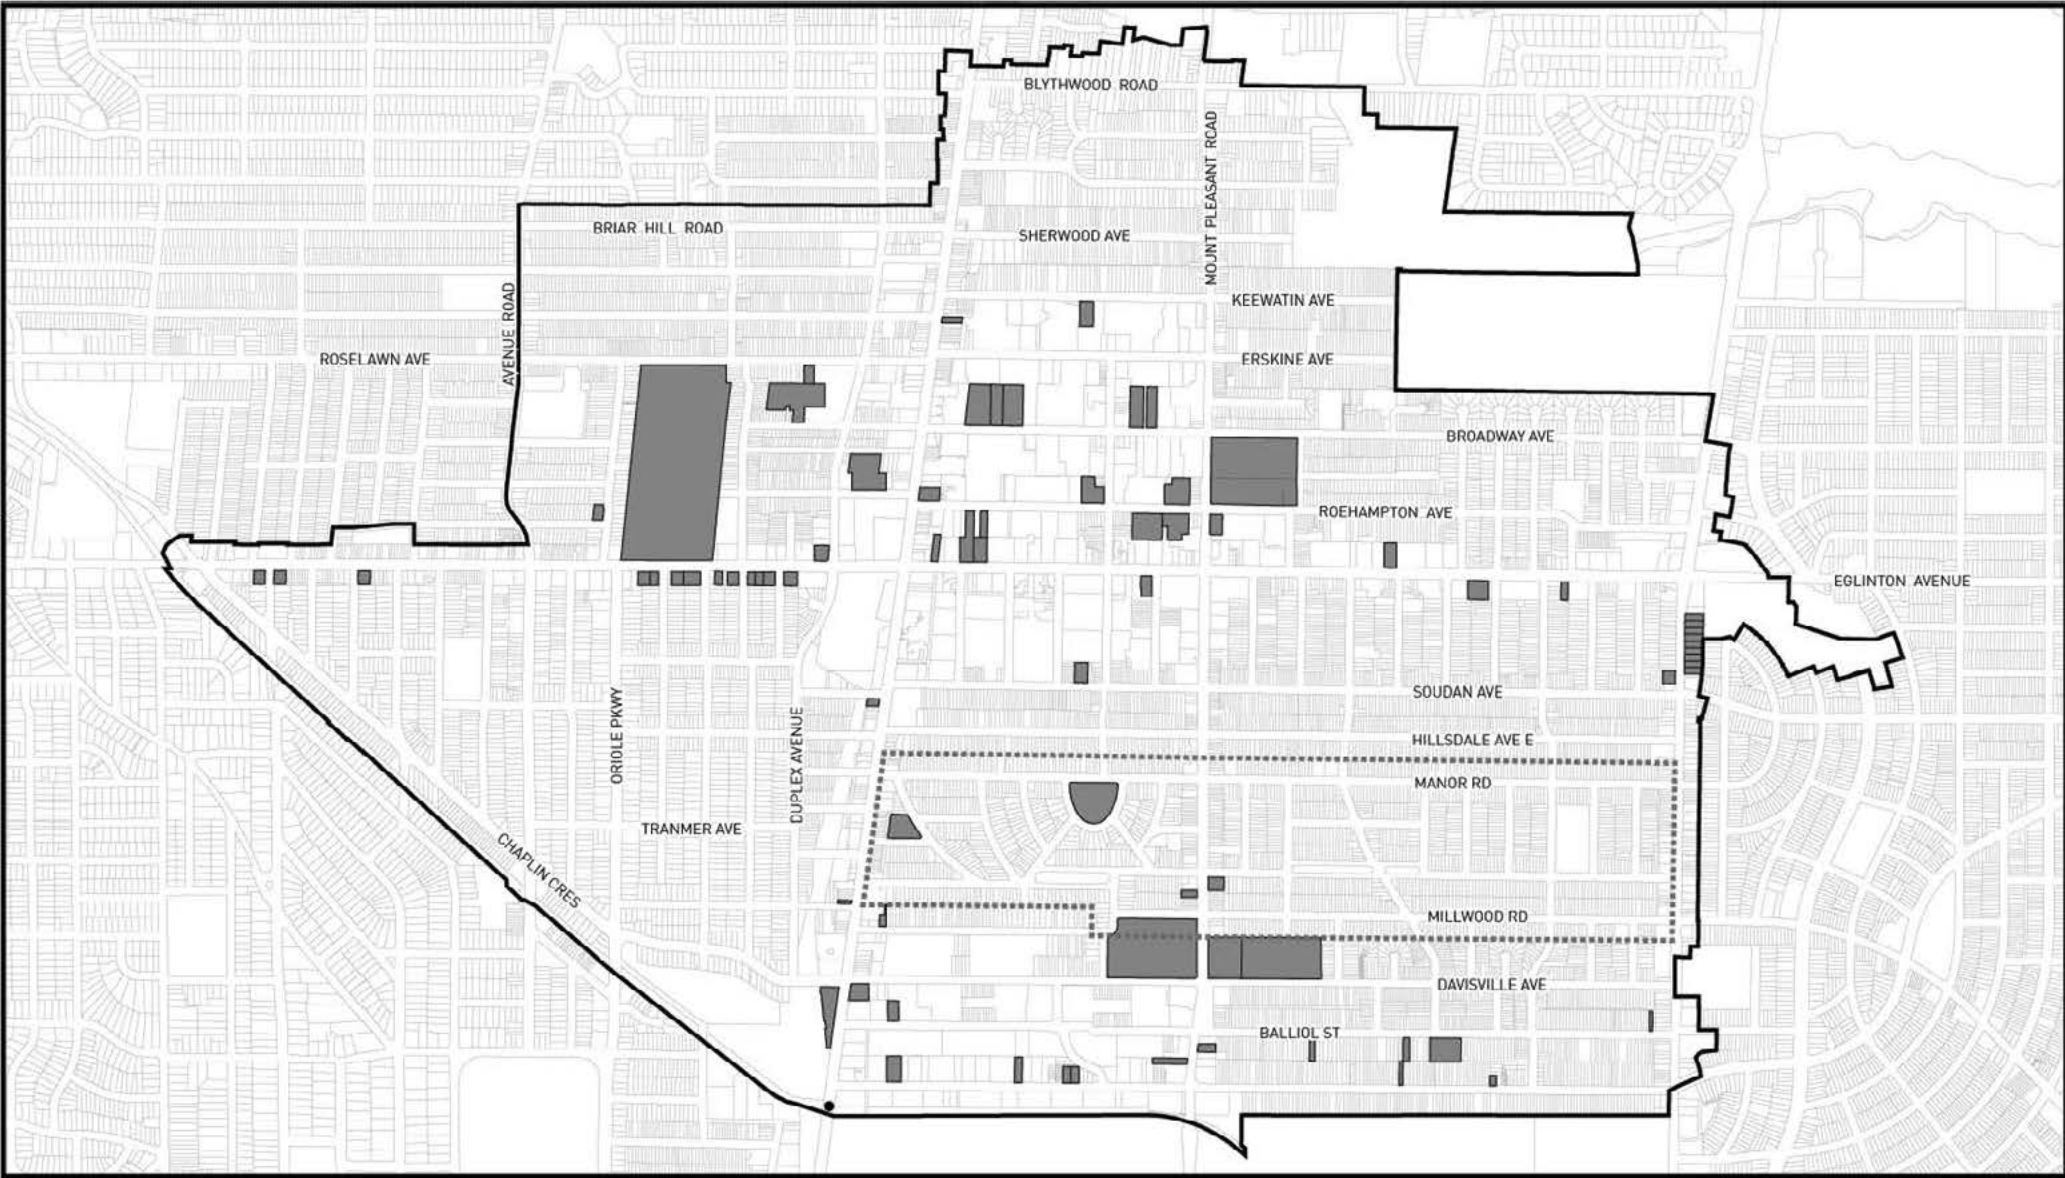 BLYTHWOOD ROAD
MOUNT PLEASANT ROAD
BRIAR HILL ROAD
SHERWOOD AVE
AVENUE ROAD
KEEWATIN AVE
ROSELAWN AVE
ERSKINE AVE
BROADWAY AVE
ROEHAMPTON AVE
EGLINTON AVENUE
ORIOLE PKWY
SOUDAN AVE
DUPLEX AVENUE
HILLSDALE AVE E
MANOR RD
TRANMER AVE
CHAPLIN CRES
MILLWOOD RD
DAVISVILLE AVE
BALLIOL ST